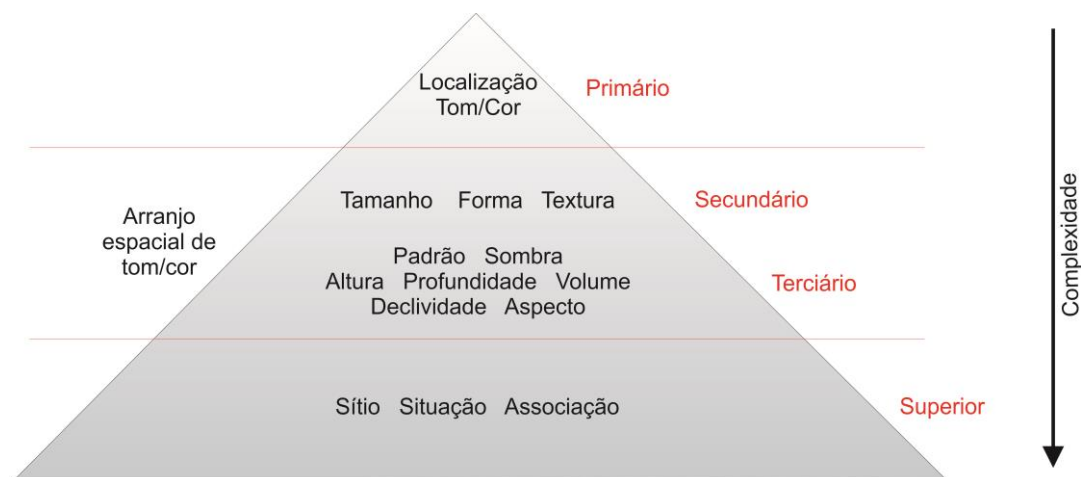 Localização
Tom/Cor
Primário
Tamanho Forma Textura
Secundário
Arranjo
espacial de
tom/cor
Padrão Sombra
Altura Profundidade Volume
Declividade Aspecto
Terciário
Sítio Situação Associação
Superior
Complexidade